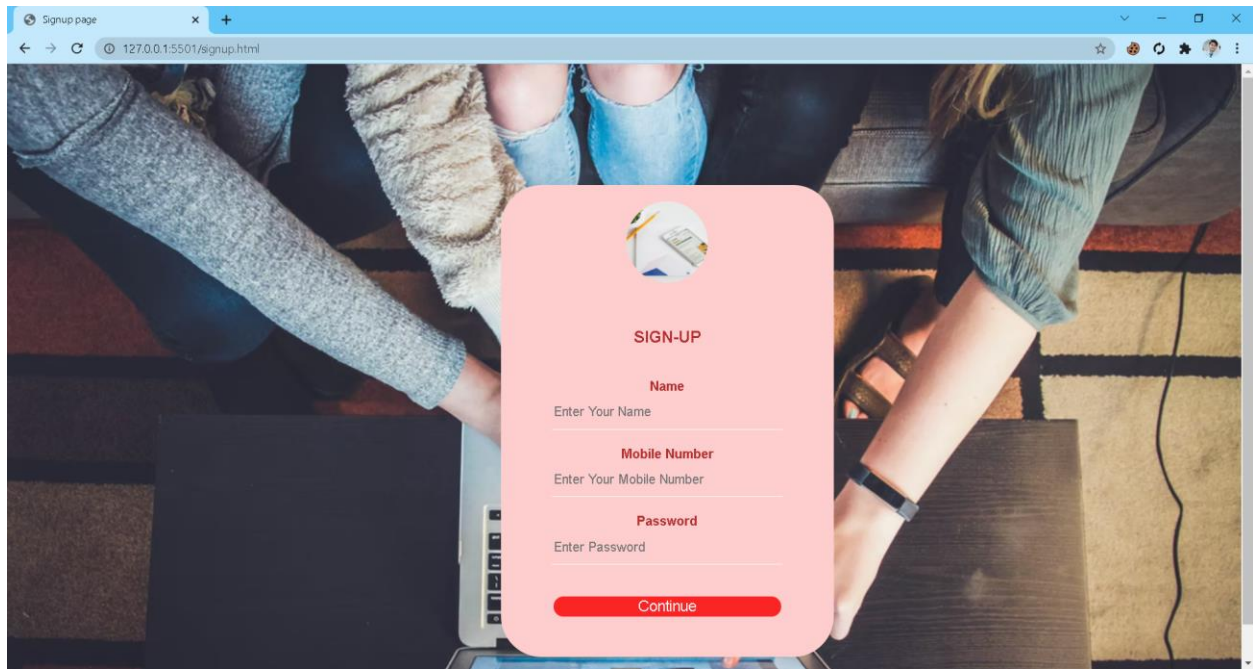 Signup page
127.0.0.1:5501/signup.html
SIGN-UP
Name
Enter Your Name
Mobile Number
Enter Your Mobile Number
Password
Enter Password
Continue